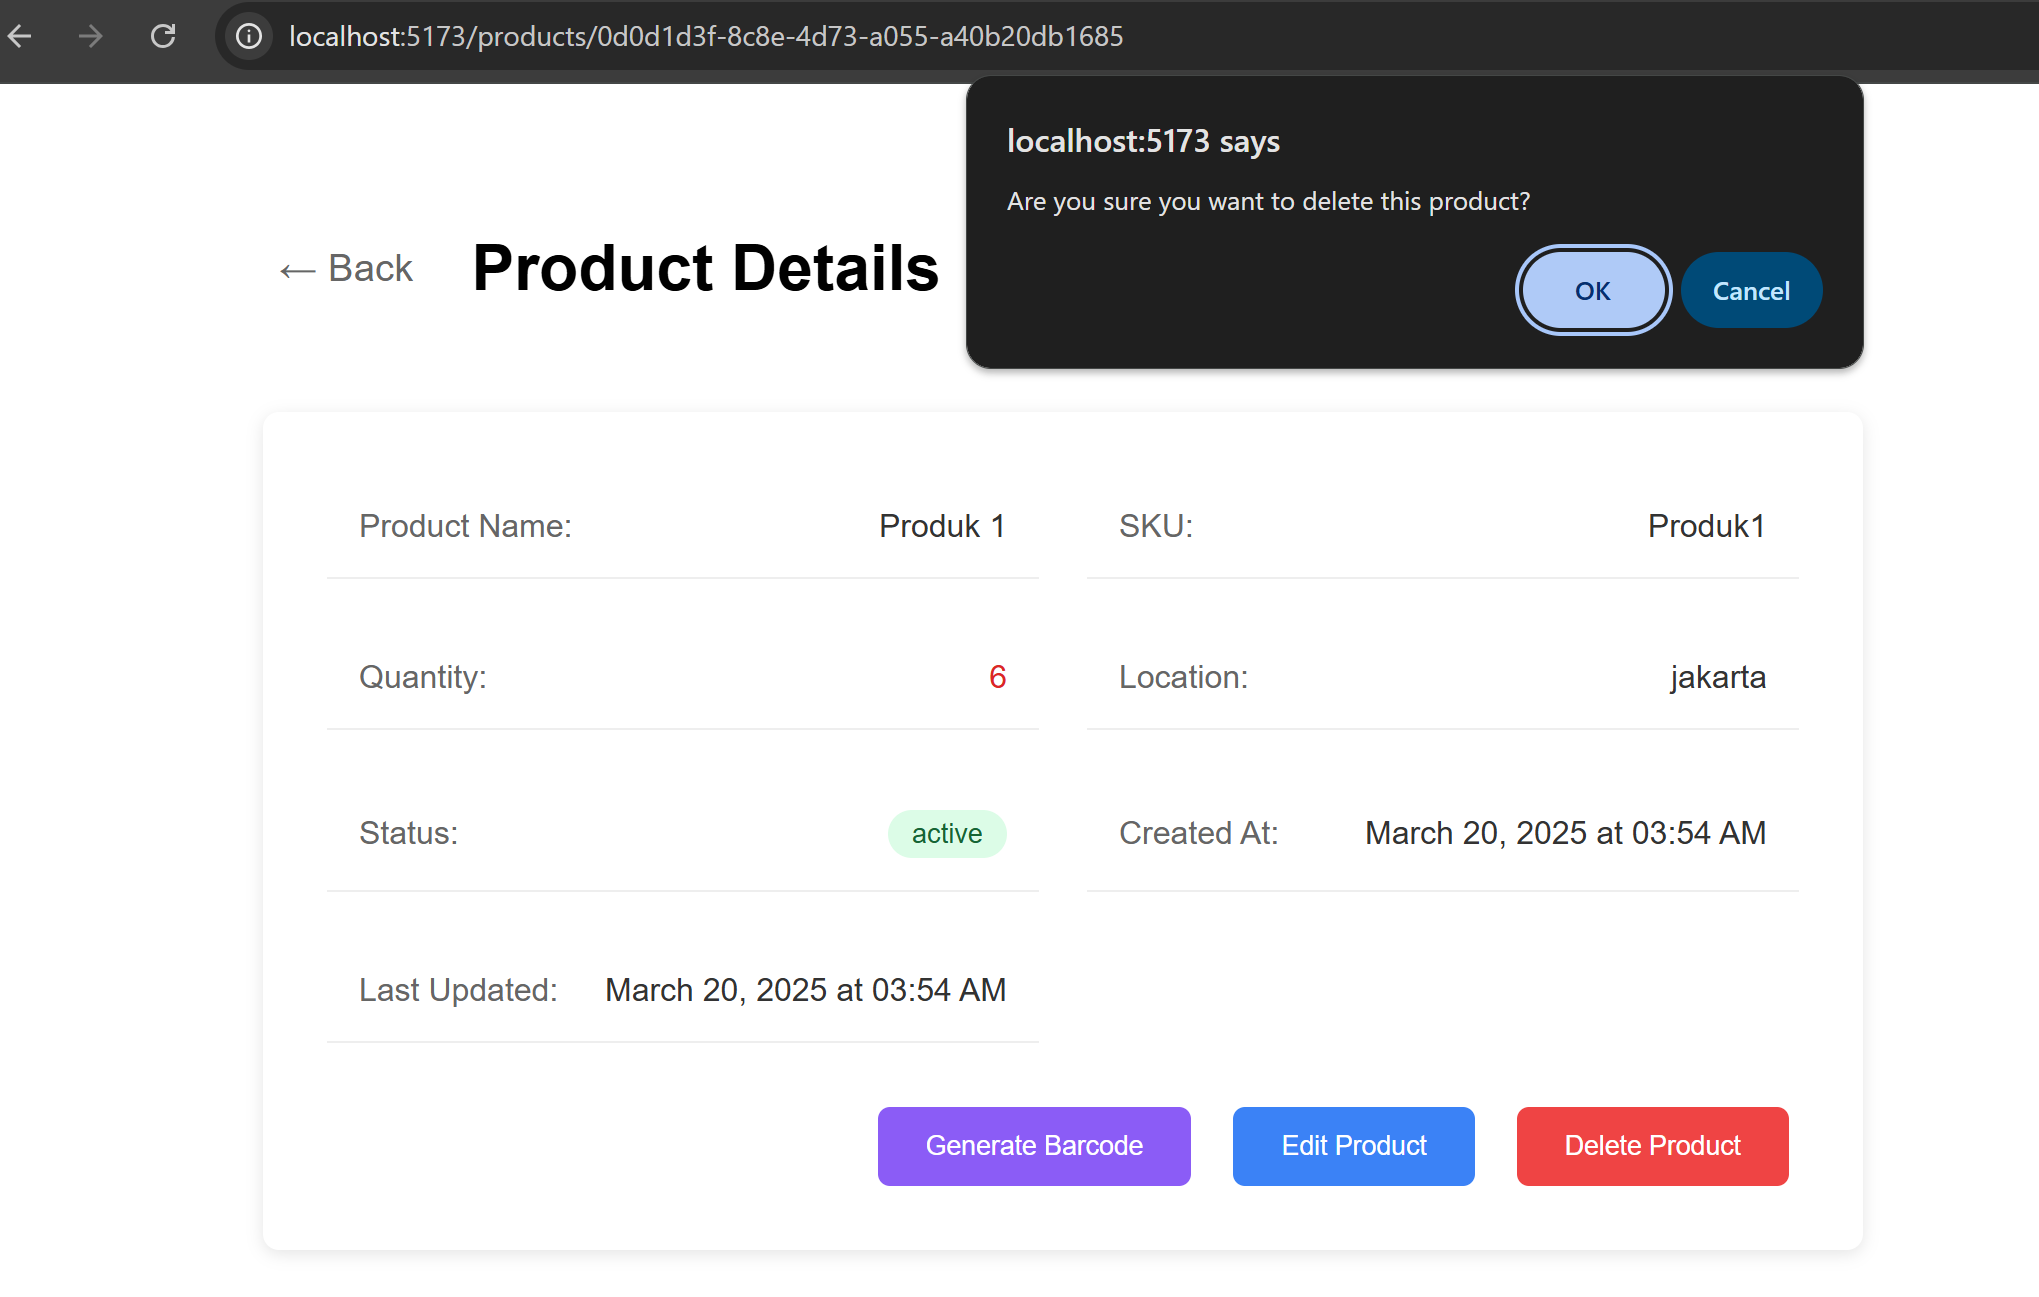 localhost:5173/products/0d0d1d3f-8c8e-4d73-a055-a40b20db1685
localhost:5173 says
Are you sure you want to delete this product?
OK Cancel
← Back Product Details
Product Name: Produk 1 SKU: Produk1
Quantity: 6 Location: jakarta
Status: active Created At: March 20, 2025 at 03:54 AM
Last Updated: March 20, 2025 at 03:54 AM
Generate Barcode Edit Product Delete Product